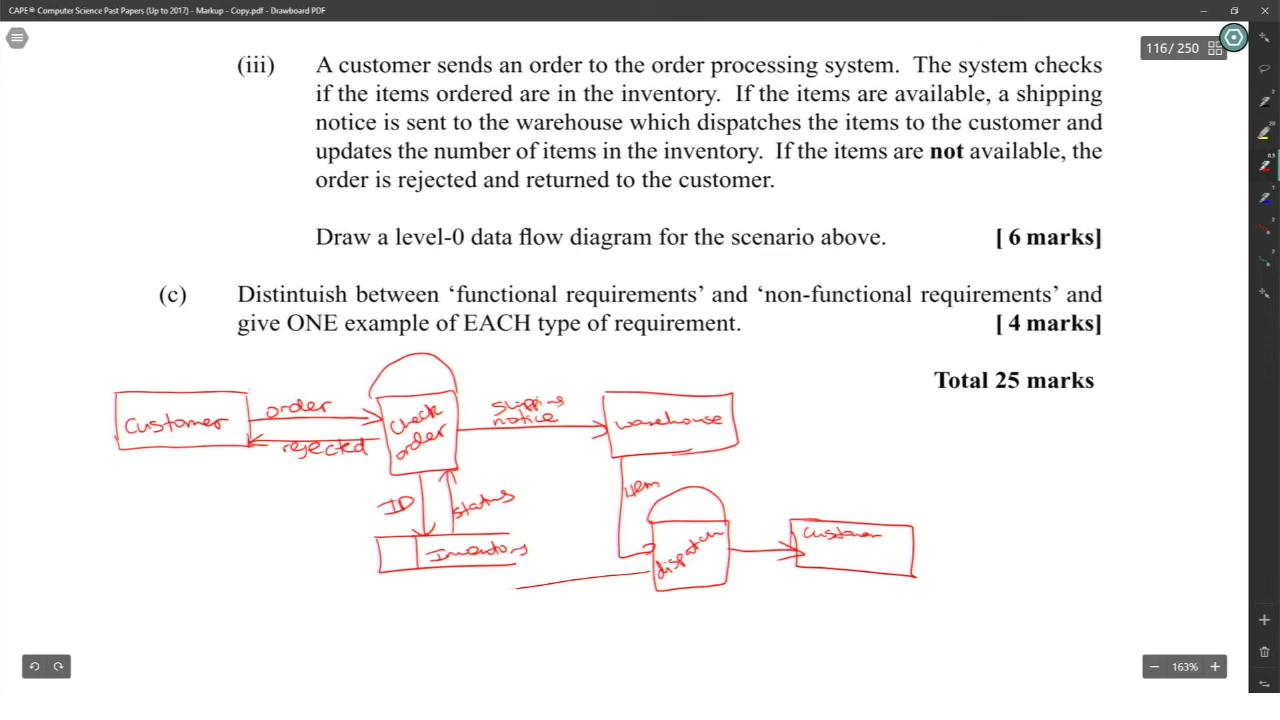 CAPE® Computer Science Past Papers (Up to 2017) - Markup - Copy.pdf - Drawboard PDF
116/ 250
(iii) A customer sends an order to the order processing system. The system checks
if the items ordered are in the inventory. If the items are available, a shipping
notice is sent to the warehouse which dispatches the items to the customer and
updates the number of items in the inventory. If the items are not available, the
order is rejected and returned to the customer.
Draw a level-0 data flow diagram for the scenario above. [ 6 marks]
(c) Distintuish between ‘functional requirements’ and ‘non-functional requirements’ and
give ONE example of EACH type of requirement. [ 4 marks]
Total 25 marks
Customer
order
rejected
Check
order
shipping
notice
warehouse
ID
status
Inventory
item
dispatch
customer
163%